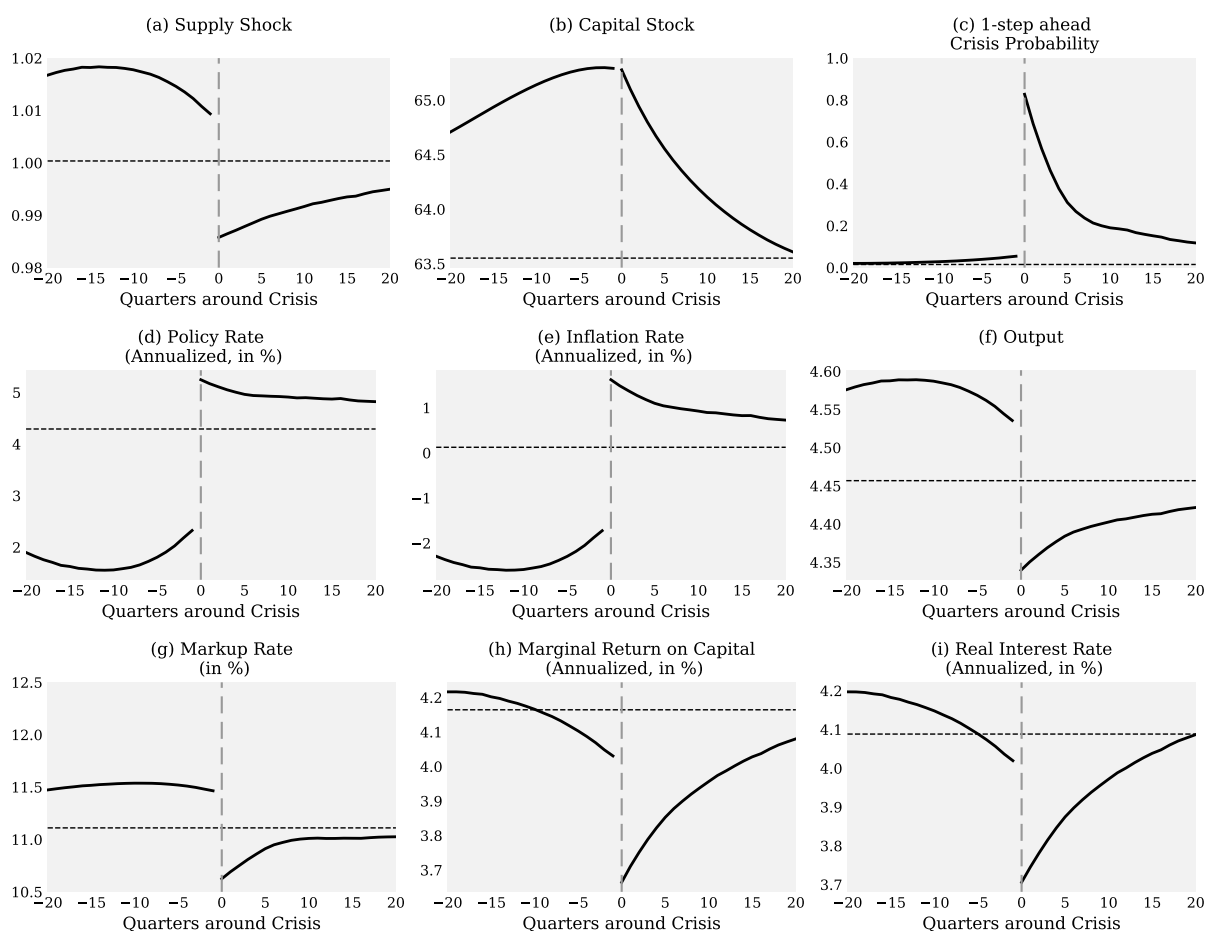 (a) Supply Shock
1.02
1.01
1.00
0.99
0.98
−20 −15 −10 −5 0 5 10 15 20
Quarters around Crisis
(b) Capital Stock
65.0
64.5
64.0
63.5
−20 −15 −10 −5 0 5 10 15 20
Quarters around Crisis
(c) 1-step ahead
Crisis Probability
1.0
0.8
0.6
0.4
0.2
0.0
−20 −15 −10 −5 0 5 10 15 20
Quarters around Crisis
(d) Policy Rate
(Annualized, in %)
5
4
3
2
−20 −15 −10 −5 0 5 10 15 20
Quarters around Crisis
(e) Inflation Rate
(Annualized, in %)
1
0
−1
−2
−20 −15 −10 −5 0 5 10 15 20
Quarters around Crisis
(f) Output
4.60
4.55
4.50
4.45
4.40
4.35
−20 −15 −10 −5 0 5 10 15 20
Quarters around Crisis
(g) Markup Rate
(in %)
12.5
12.0
11.5
11.0
10.5
−20 −15 −10 −5 0 5 10 15 20
Quarters around Crisis
(h) Marginal Return on Capital
(Annualized, in %)
4.2
4.1
4.0
3.9
3.8
3.7
−20 −15 −10 −5 0 5 10 15 20
Quarters around Crisis
(i) Real Interest Rate
(Annualized, in %)
4.2
4.1
4.0
3.9
3.8
3.7
−20 −15 −10 −5 0 5 10 15 20
Quarters around Crisis